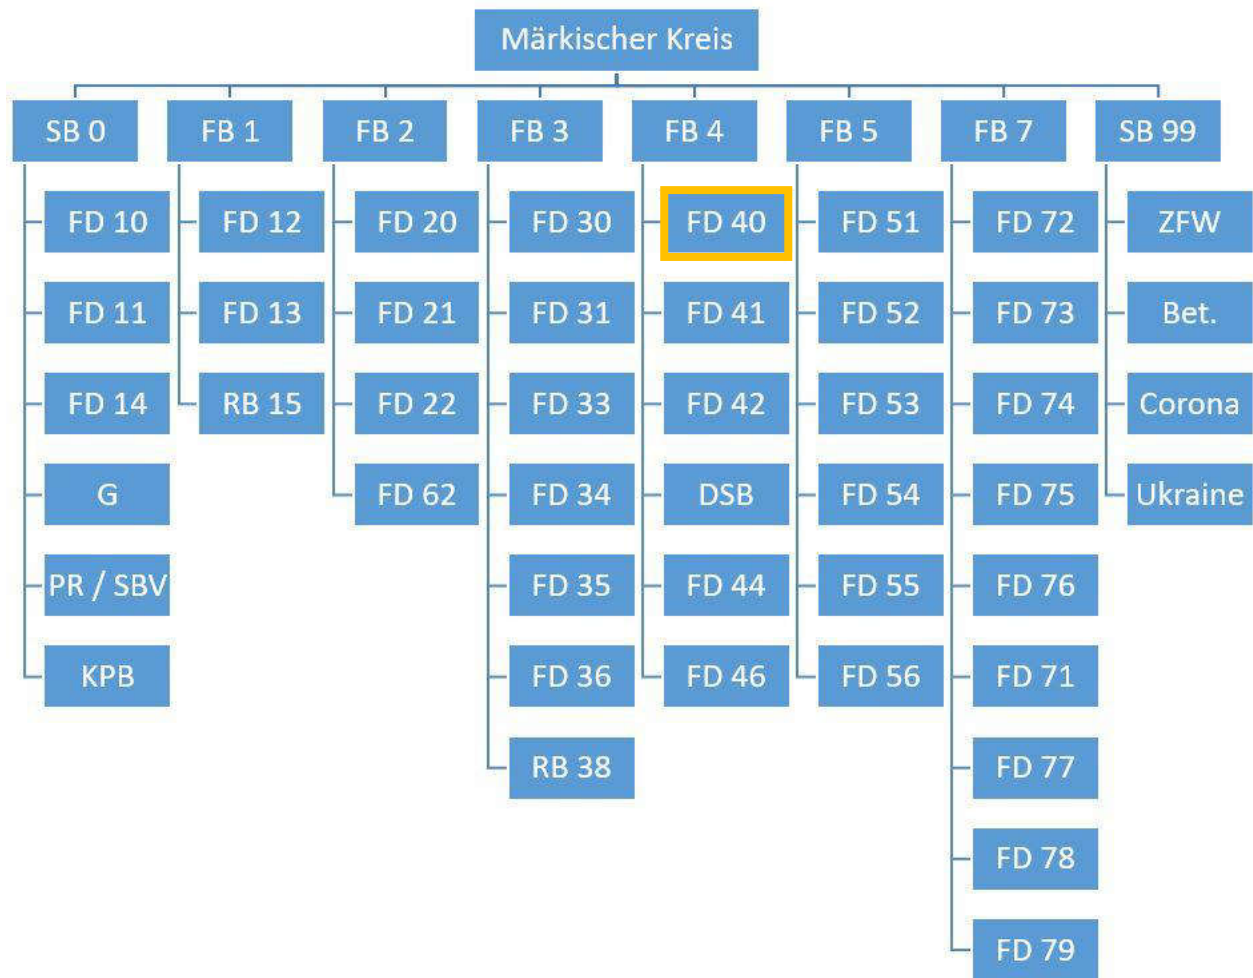 Märkischer Kreis
SB 0
FB 1
FB 2
FB 3
FB 4
FB 5
FB 7
SB 99
FD 10
FD 12
FD 20
FD 30
FD 40
FD 51
FD 72
ZFW
FD 11
FD 13
FD 21
FD 31
FD 41
FD 52
FD 73
Bet.
FD 14
RB 15
FD 22
FD 33
FD 42
FD 53
FD 74
Corona
G
FD 62
FD 34
DSB
FD 54
FD 75
Ukraine
PR / SBV
FD 35
FD 44
FD 55
FD 76
KPB
FD 36
FD 46
FD 56
FD 71
RB 38
FD 77
FD 78
FD 79